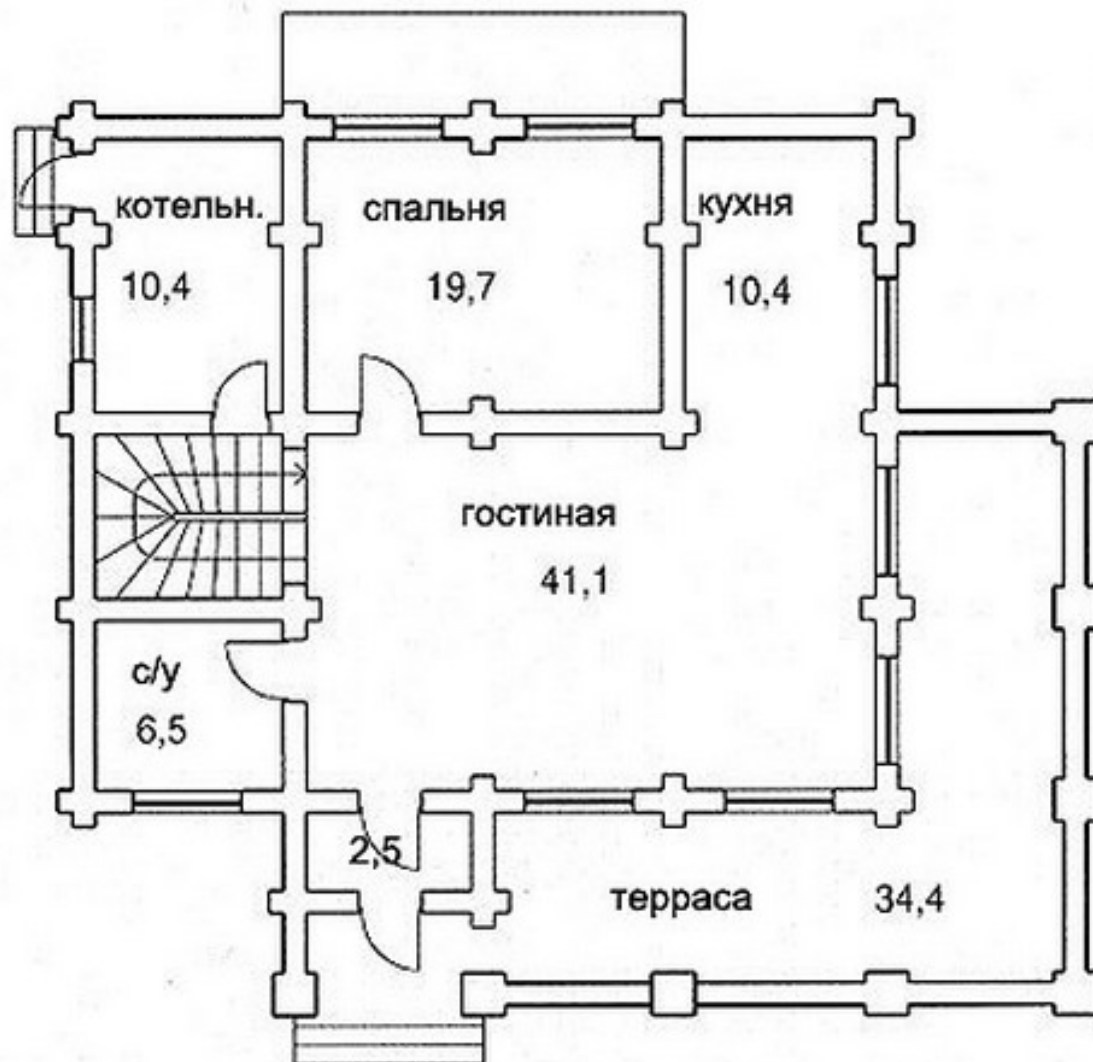 котельн.
10,4
спальня
19,7
кухня
10,4
гостиная
41,1
с/у
6,5
2,5
терраса
34,4